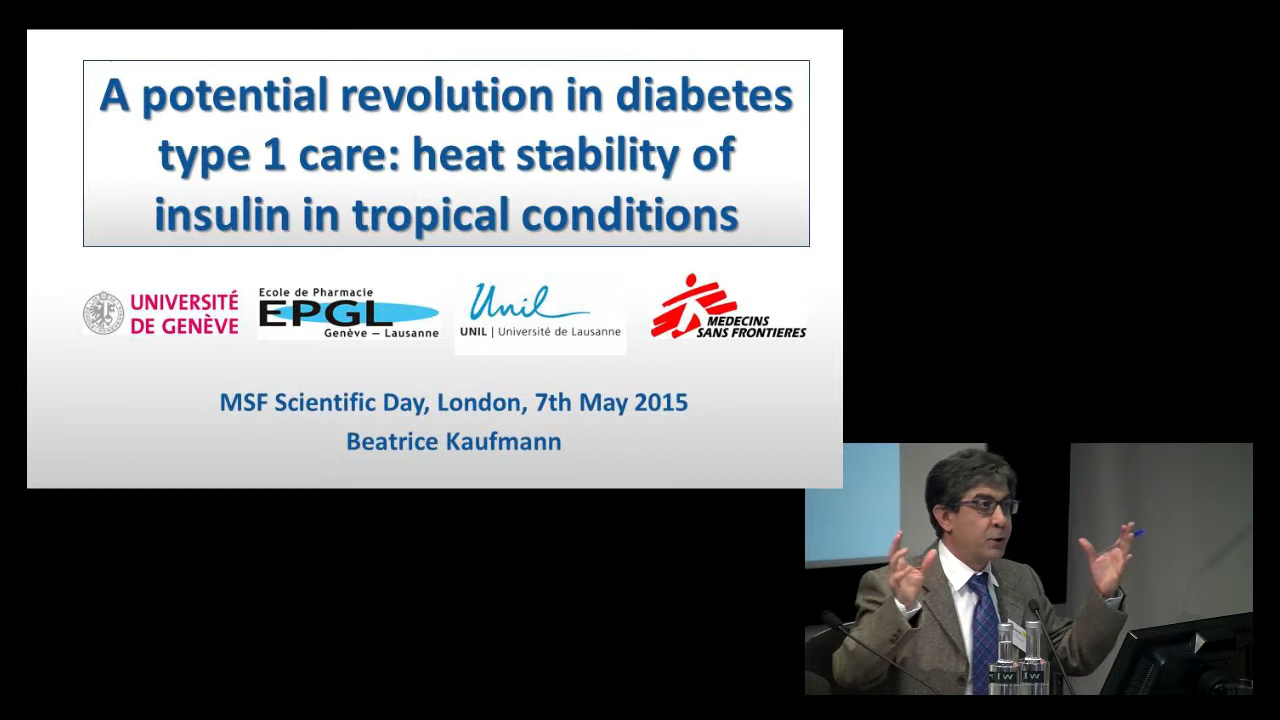 A potential revolution in diabetes
type 1 care: heat stability of
insulin in tropical conditions
UNIVERSITÉ
DE GENÈVE
Ecole de Pharmacie
EPGL
Genève – Lausanne
Unil
UNIL | Université de Lausanne
MEDECINS
SANS FRONTIERES
MSF Scientific Day, London, 7th May 2015
Beatrice Kaufmann